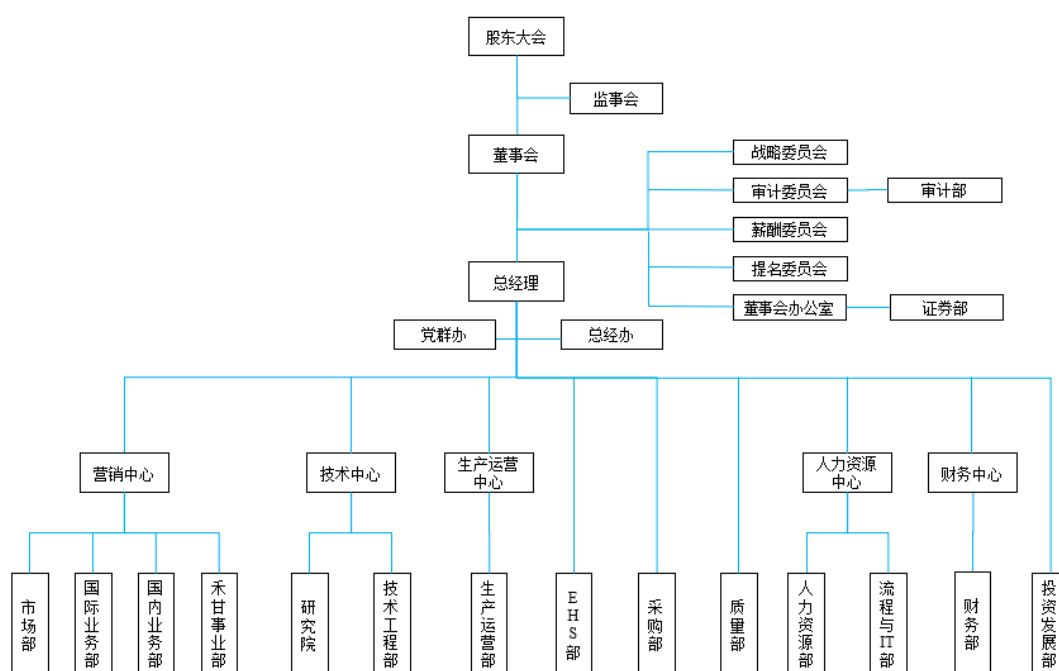 股东大会
监事会
董事会
战略委员会
审计委员会
审计部
薪酬委员会
提名委员会
总经理
董事会办公室
证券部
党群办
总经办
营销中心
技术中心
生产运营
中心
人力资源
中心
财务中心
市场部
国际业务部
国内业务部
禾甘事业部
研究院
技术工程部
生产运营部
EHS部
采购部
质量部
人力资源部
流程与IT部
财务部
投资发展部